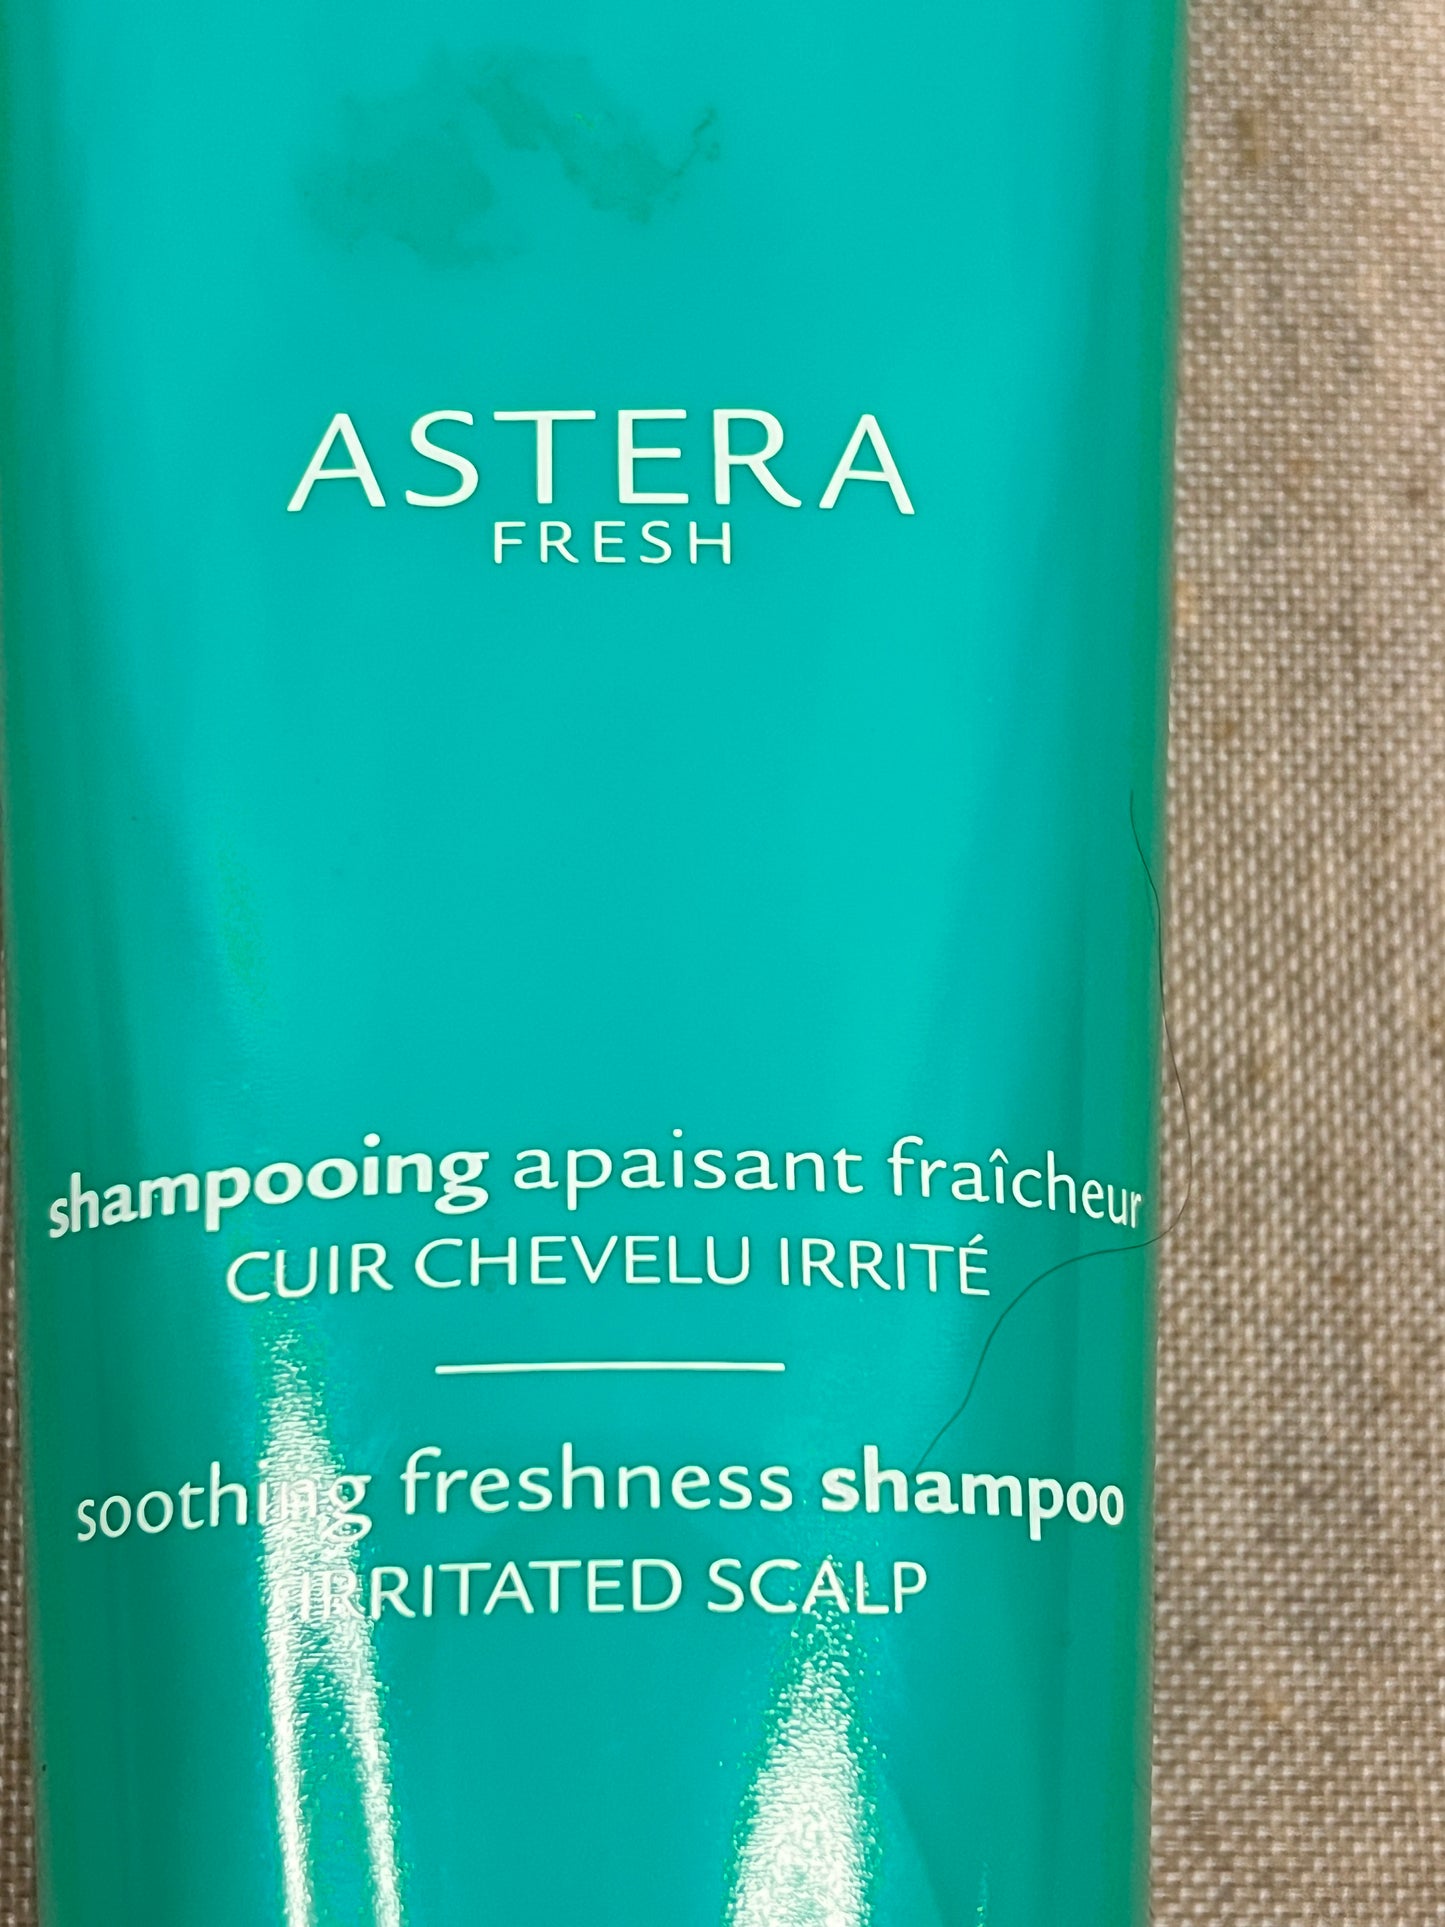 ASTERA
FRESH
shampooing apaisant fraîcheur
CUIR CHEVELU IRRITÉ
soothing freshness shampoo
IRRITATED SCALP